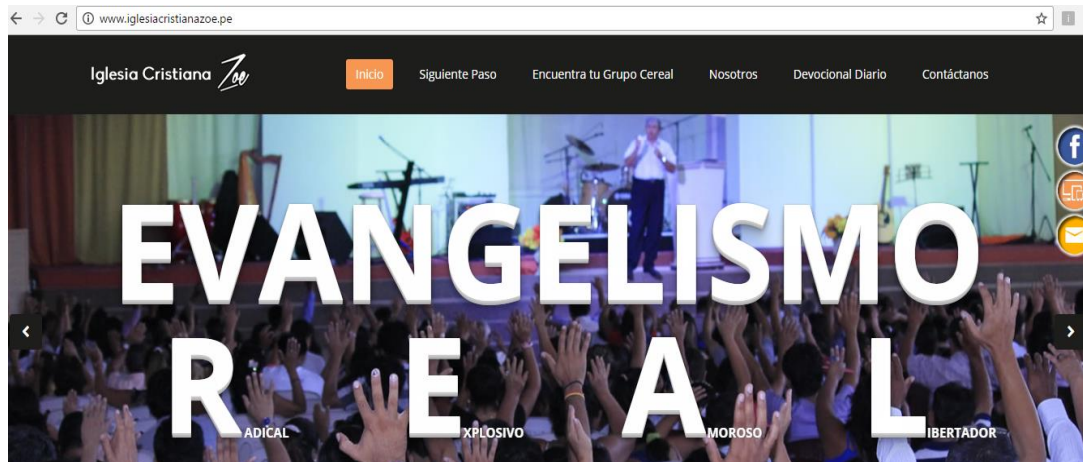 www.iglesiacristianazoe.pe
Iglesia Cristiana Zoe
Inicio Siguiente Paso Encuentra tu Grupo Cereal Nosotros Devocional Diario Contáctanos
EVANGELISMO
R E A L
ADICAL XPLOSIVO MOROSO IBERTADOR